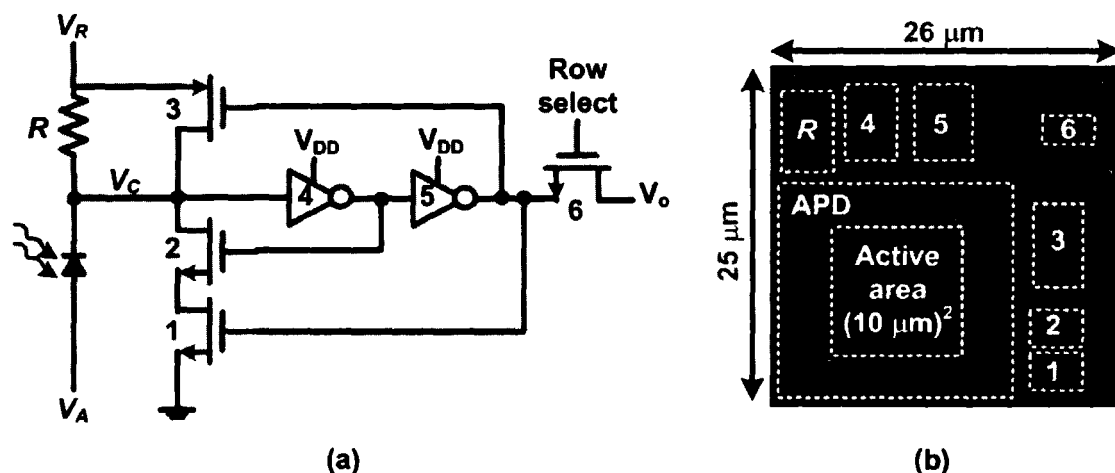 V_R
R
3
V_DD
V_DD
Row
select
V_C
4
5
6
V_o
2
1
V_A
(a)
26 μm
25 μm
R
4
5
6
APD
Active
area
(10 μm)²
3
2
1
(b)